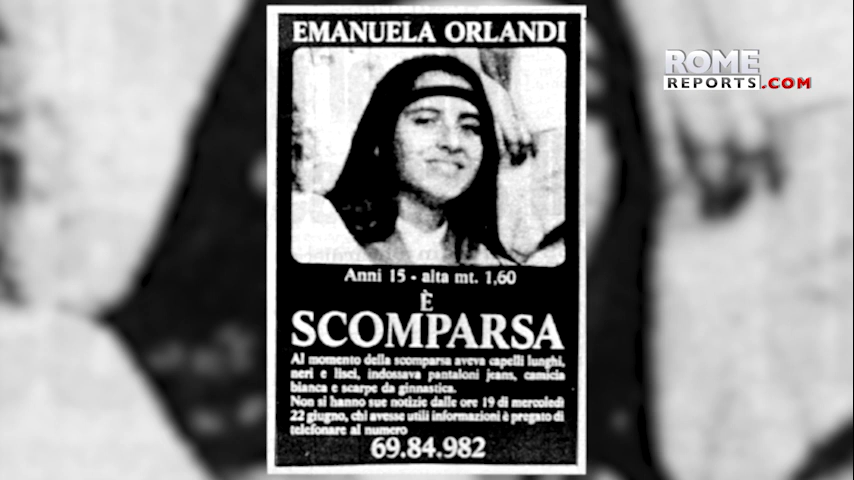 EMANUELA ORLANDI
ROME
REPORTS.COM
Anni 15 - alta mt. 1,60
È
SCOMPARSA
Al momento della scomparsa aveva capelli lunghi,
neri e lisci, indossava pantaloni jeans, camicia
bianca e scarpe da ginnastica.
Non si hanno sue notizie dalle ore 19 di mercoledì
22 giugno, chi avesse utili informazioni è pregato di
telefonare al numero
69.84.982